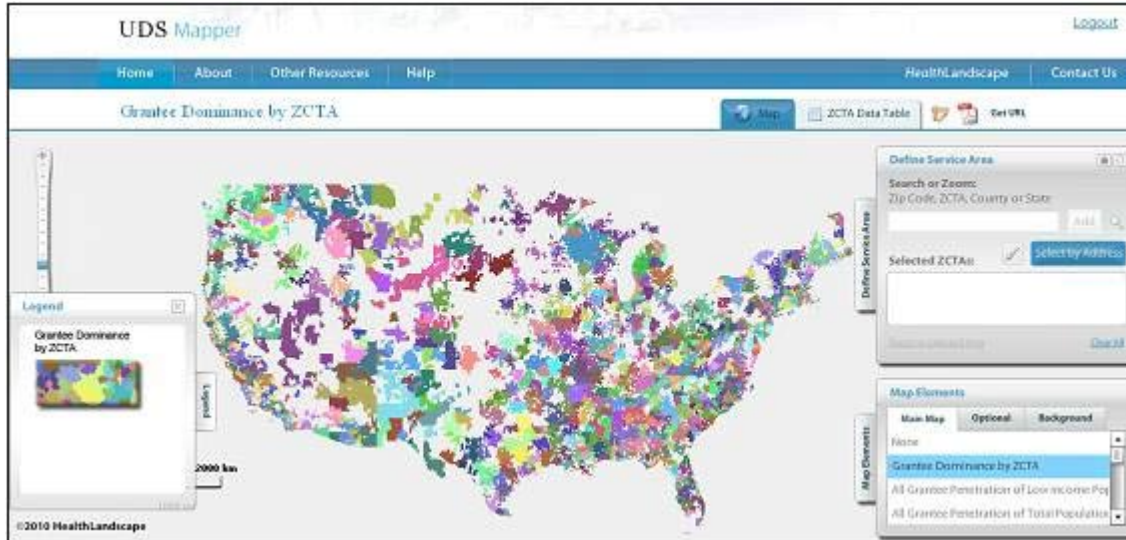 UDS Mapper
Logout
Home About Other Resources Help HealthLandscape Contact Us
Grantee Dominance by ZCTA
Map ZCTA Data Table Get URL
Define Service Area
Search or Zoom:
Zip Code, ZCTA, County or State
Add
Define Service Area
Selected ZCTAs:
Select by Address
Clear All
Legend
Grantee Dominance
by ZCTA
Legend
2000 km
©2010 HealthLandscape
Map Elements
Main Map Optional Background
None
Grantee Dominance by ZCTA
All Grantee Penetration of Low Income Pop
All Grantee Penetration of Total Population
Map Elements